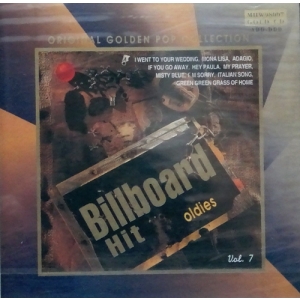 ORIGINAL GOLDEN POP COLLECTION
I WENT TO YOUR WEDDING, MONA LISA, ADAGIO,
IF YOU GO AWAY, HEY PAULA, MY PRAYER,
MISTY BLUE, I'M SORRY, ITALIAN SONG,
GREEN GREEN GRASS OF HOME
Billboard
Hit
oldies
Vol. 7